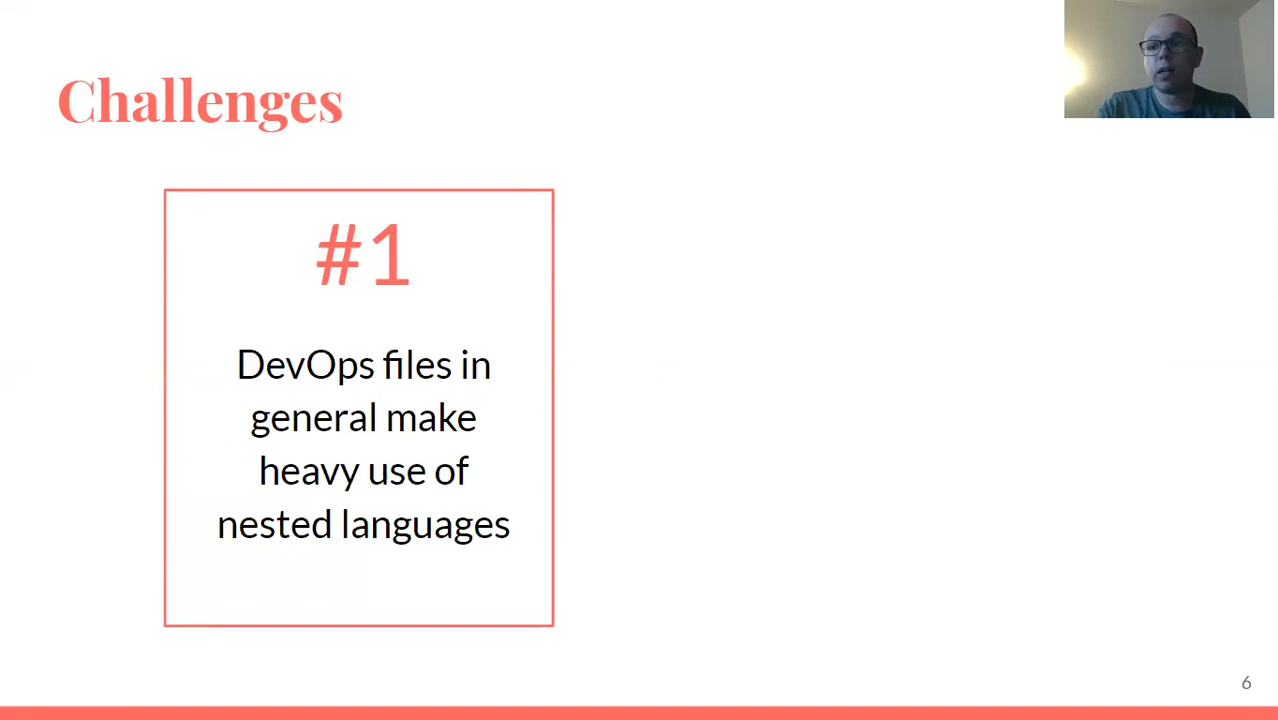 Challenges
#1
DevOps files in
general make
heavy use of
nested languages
6